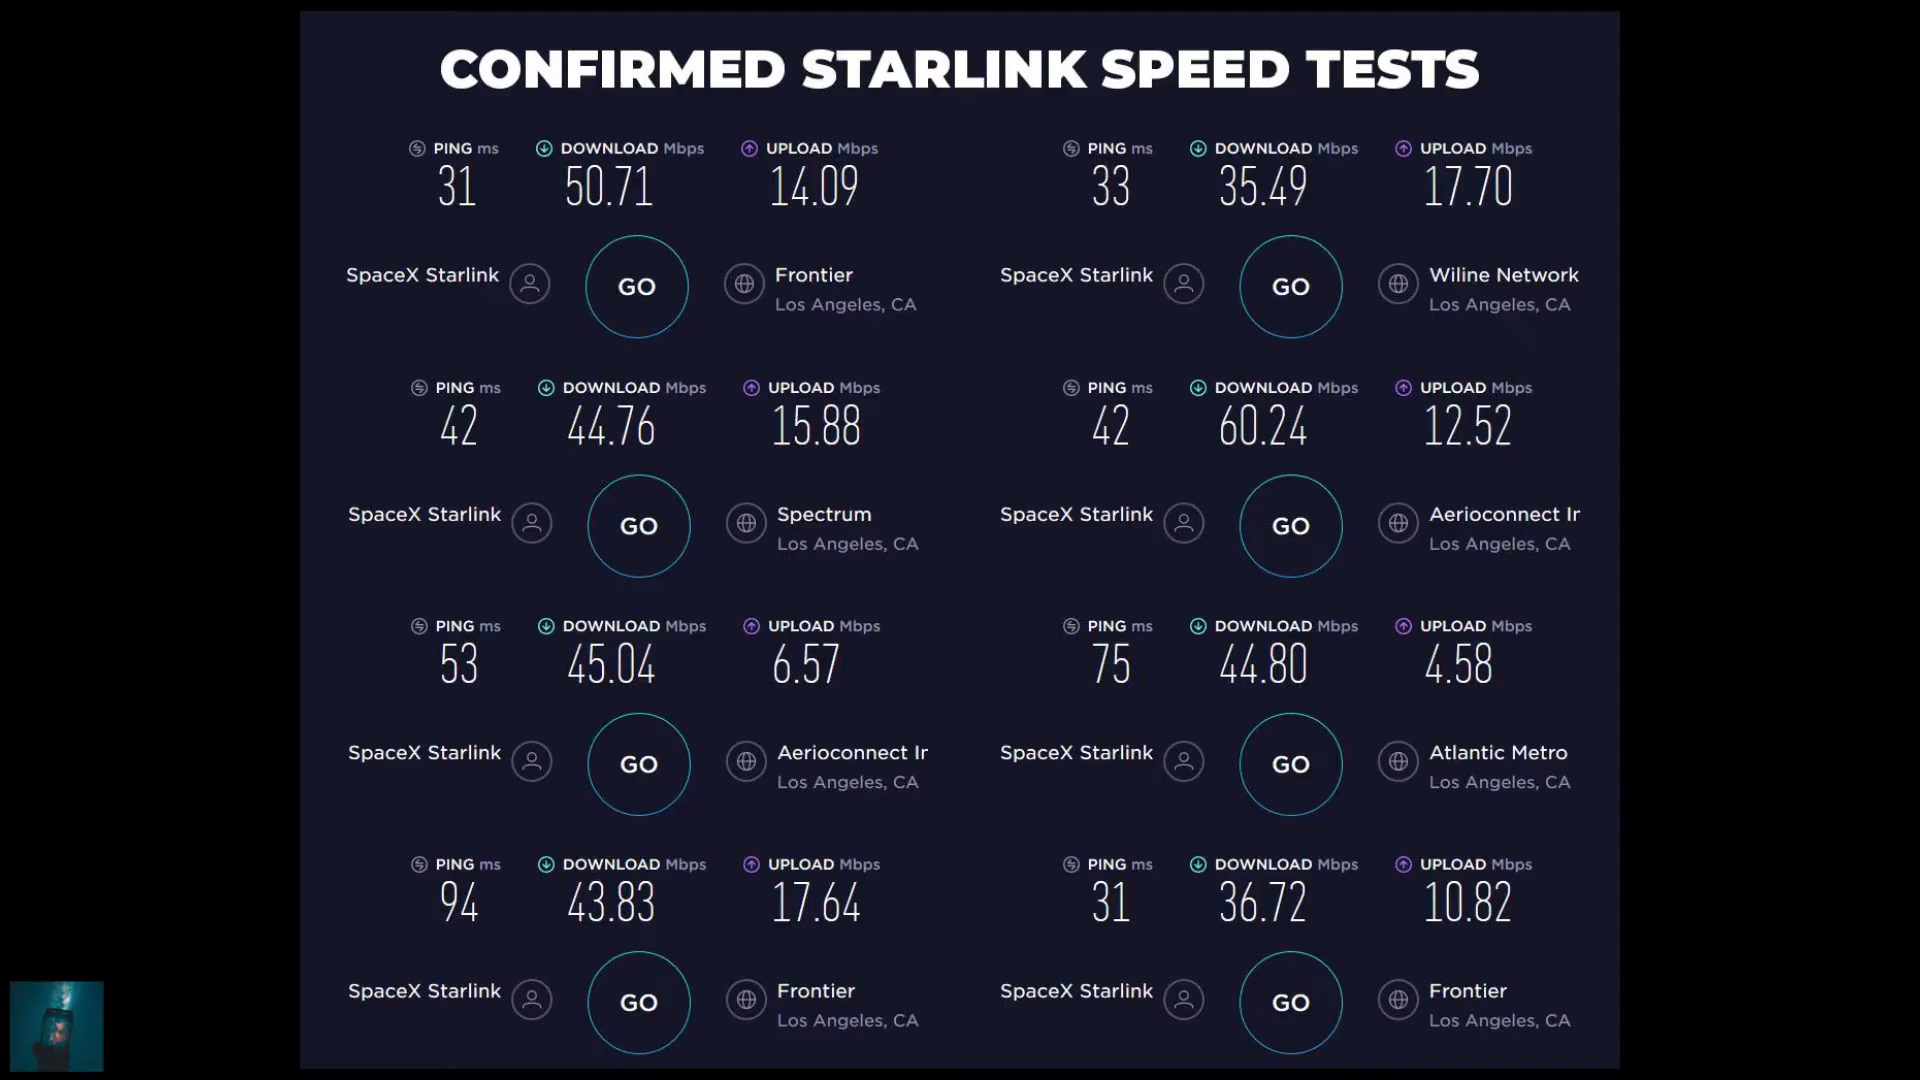 CONFIRMED STARLINK SPEED TESTS
PING ms DOWNLOAD Mbps UPLOAD Mbps
31 50.71 14.09
SpaceX Starlink GO Frontier
Los Angeles, CA
PING ms DOWNLOAD Mbps UPLOAD Mbps
33 35.49 17.70
SpaceX Starlink GO Wiline Network
Los Angeles, CA
PING ms DOWNLOAD Mbps UPLOAD Mbps
42 44.76 15.88
SpaceX Starlink GO Spectrum
Los Angeles, CA
PING ms DOWNLOAD Mbps UPLOAD Mbps
42 60.24 12.52
SpaceX Starlink GO Aerioconnect Ir
Los Angeles, CA
PING ms DOWNLOAD Mbps UPLOAD Mbps
53 45.04 6.57
SpaceX Starlink GO Aerioconnect Ir
Los Angeles, CA
PING ms DOWNLOAD Mbps UPLOAD Mbps
75 44.80 4.58
SpaceX Starlink GO Atlantic Metro
Los Angeles, CA
PING ms DOWNLOAD Mbps UPLOAD Mbps
94 43.83 17.64
SpaceX Starlink GO Frontier
Los Angeles, CA
PING ms DOWNLOAD Mbps UPLOAD Mbps
31 36.72 10.82
SpaceX Starlink GO Frontier
Los Angeles, CA